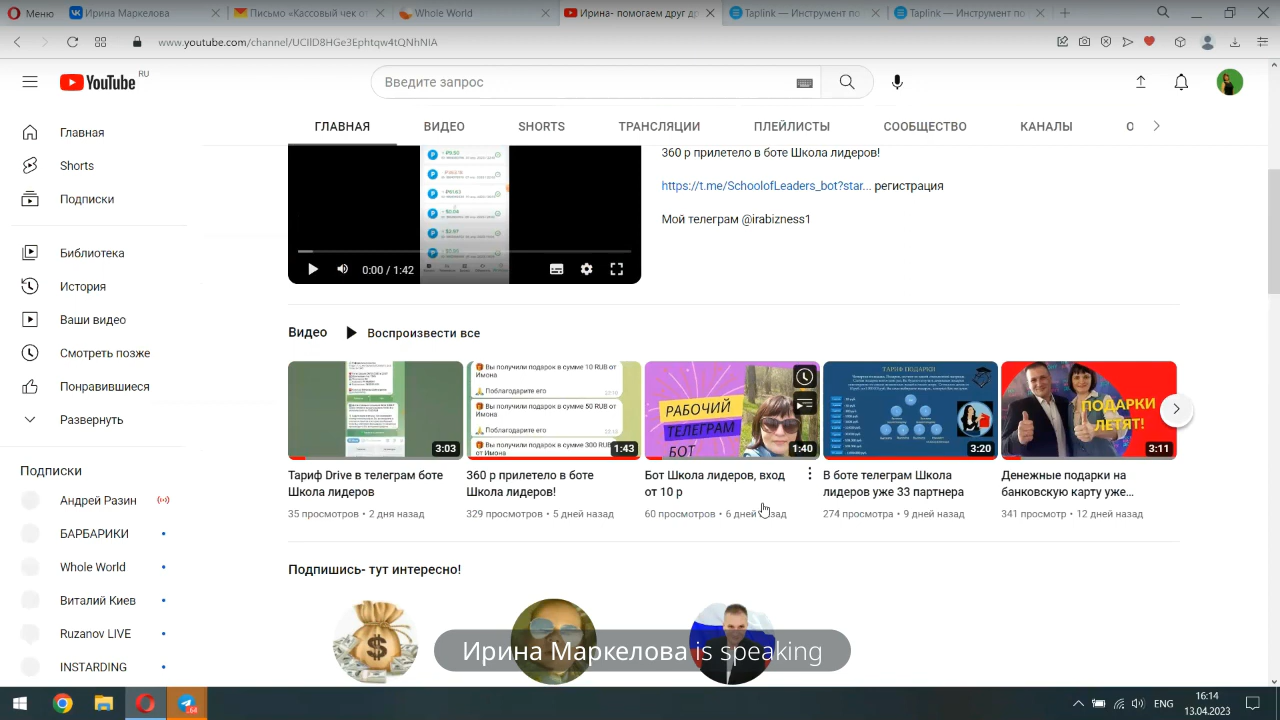 Меню
Ирина Маркелова
Письмо «Качественный охват
Whole World
Ирина- помогаем друг др
Taplink — Инструмент по
Taplink — Инструмент по
www.youtube.com/channel/UCIlD8HGe3Ephtqw4tQNhNIA
YouTube RU
Введите запрос
ГЛАВНАЯ ВИДЕО SHORTS ТРАНСЛЯЦИИ ПЛЕЙЛИСТЫ СООБЩЕСТВО КАНАЛЫ О
Главная
Shorts
Подписки
Библиотека
История
Ваши видео
Смотреть позже
Понравившиеся
Развернуть
Подписки
Андрей Разин
БАРБАРИКИ
Whole World
Виталий Киев
Ruzanov LIVE
INSTARDING
360 р прилетело в боте Школа лидеров!
https://t.me/SchoolofLeaders_bot?star... регистрация
Мой телеграм @irabizness1
0:00 / 1:42
Видео
Воспроизвести все
3:03
Тариф Drive в телеграм боте
Школа лидеров
35 просмотров • 2 дня назад
Вы получили подарок в сумме 10 RUB от
Имона
Поблагодарите его
Вы получили подарок в сумме 50 RUB от
Имона
Поблагодарите его
Вы получили подарок в сумме 300 RUB от
Имона
1:43
360 р прилетело в боте
Школа лидеров!
329 просмотров • 5 дней назад
РАБОЧИЙ
ТЕЛЕГРАМ
БОТ
1:40
Бот Школа лидеров, вход
от 10 р
60 просмотров • 6 дней назад
ТАРИФ ПОДАРКИ
3:20
В боте телеграм Школа
лидеров уже 33 партнера
274 просмотра • 9 дней назад
3:11
Денежные подарки на
банковскую карту уже...
341 просмотр • 12 дней назад
Подпишись- тут интересно!
Ирина Маркелова is speaking
64
ENG
16:14
13.04.2023